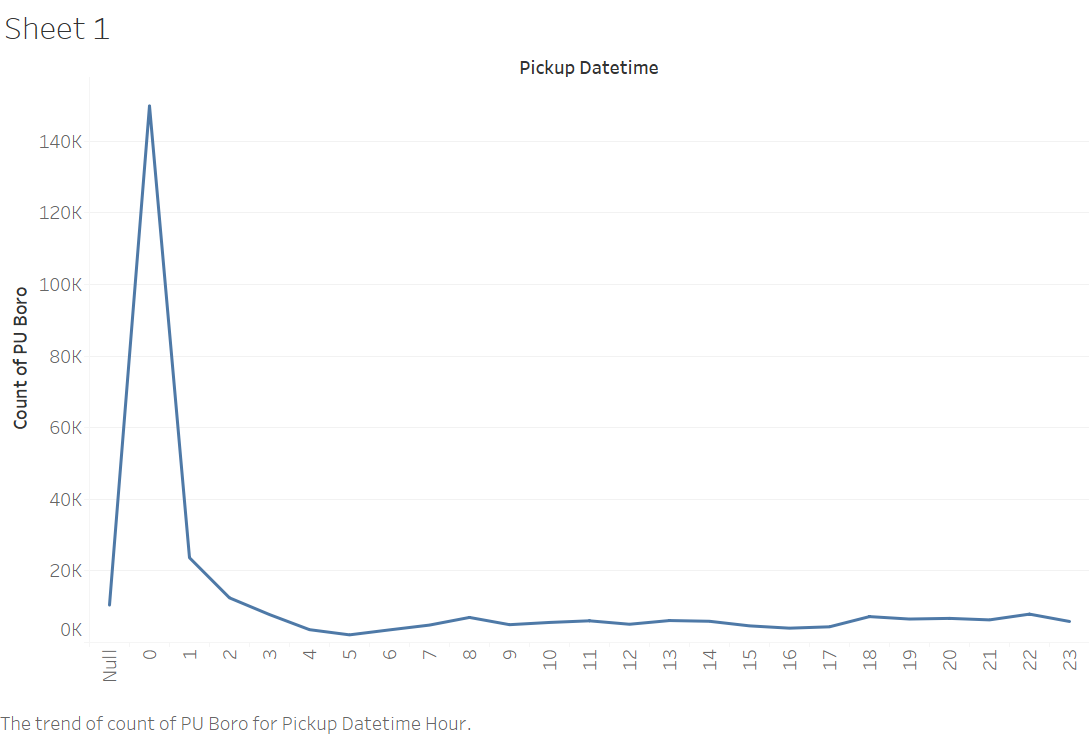 Sheet 1
Pickup Datetime
140K
120K
100K
80K
60K
40K
20K
0K
Count of PU Boro
Null 0 1 2 3 4 5 6 7 8 9 10 11 12 13 14 15 16 17 18 19 20 21 22 23
The trend of count of PU Boro for Pickup Datetime Hour.